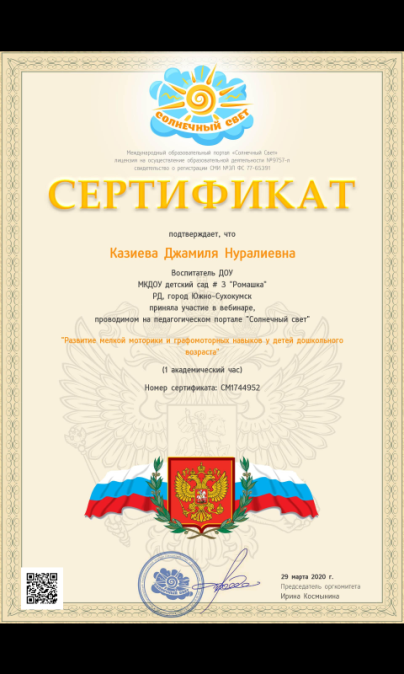 СОЛНЕЧНЫЙ СВЕТ
Международный образовательный портал «Солнечный Свет»
лицензия на осуществление образовательной деятельности №9757-л
свидетельство о регистрации СМИ №ЭЛ ФС 77-65391
СЕРТИФИКАТ
подтверждает, что
Казиева Джамиля Нуралиевна
Воспитатель ДОУ
МКДОУ детский сад # 3 "Ромашка"
РД, город Южно-Сухокумск
приняла участие в вебинаре,
проводимом на педагогическом портале "Солнечный свет"
"Развитие мелкой моторики и графомоторных навыков у детей дошкольного
возраста"
(1 академический час)
Номер сертификата: СМ1744952
29 марта 2020 г.
Председатель оргкомитета
Ирина Космынина